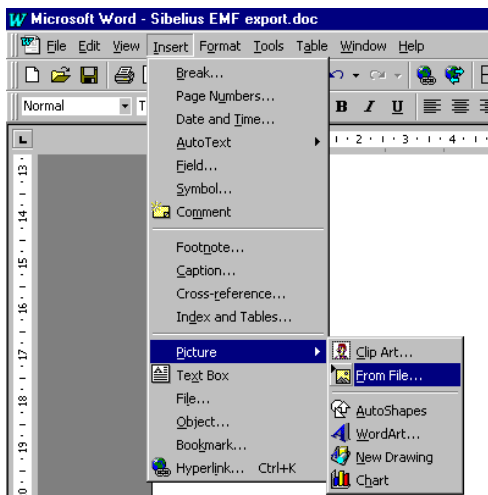 Microsoft Word - Sibelius EMF export.doc
File Edit View Insert Format Tools Table Window Help
Normal T B I U
Break...
Page Numbers...
Date and Time...
AutoText
Field...
Symbol...
Comment
Footnote...
Caption...
Cross-reference...
Index and Tables...
Picture
Text Box
File...
Object...
Bookmark...
Hyperlink... Ctrl+K
Clip Art...
From File...
AutoShapes
WordArt...
New Drawing
Chart
L
· 2 · 3 · 4 ·
13
14
15
16
17
18
19